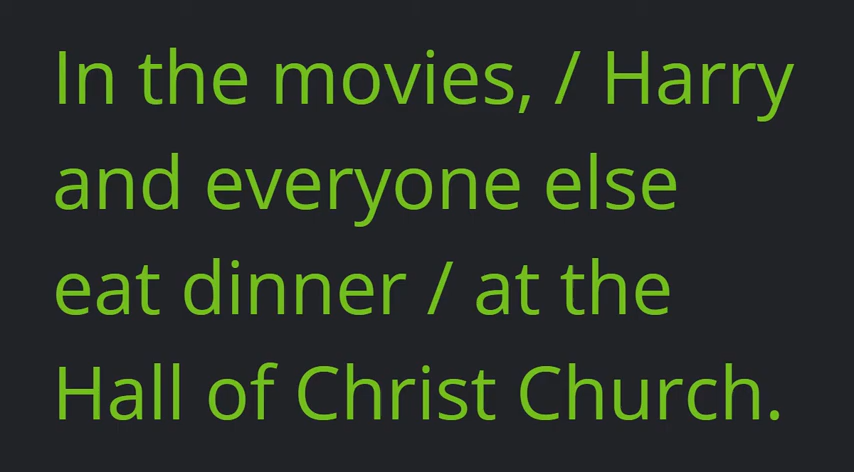 In the movies, / Harry
and everyone else
eat dinner / at the
Hall of Christ Church.